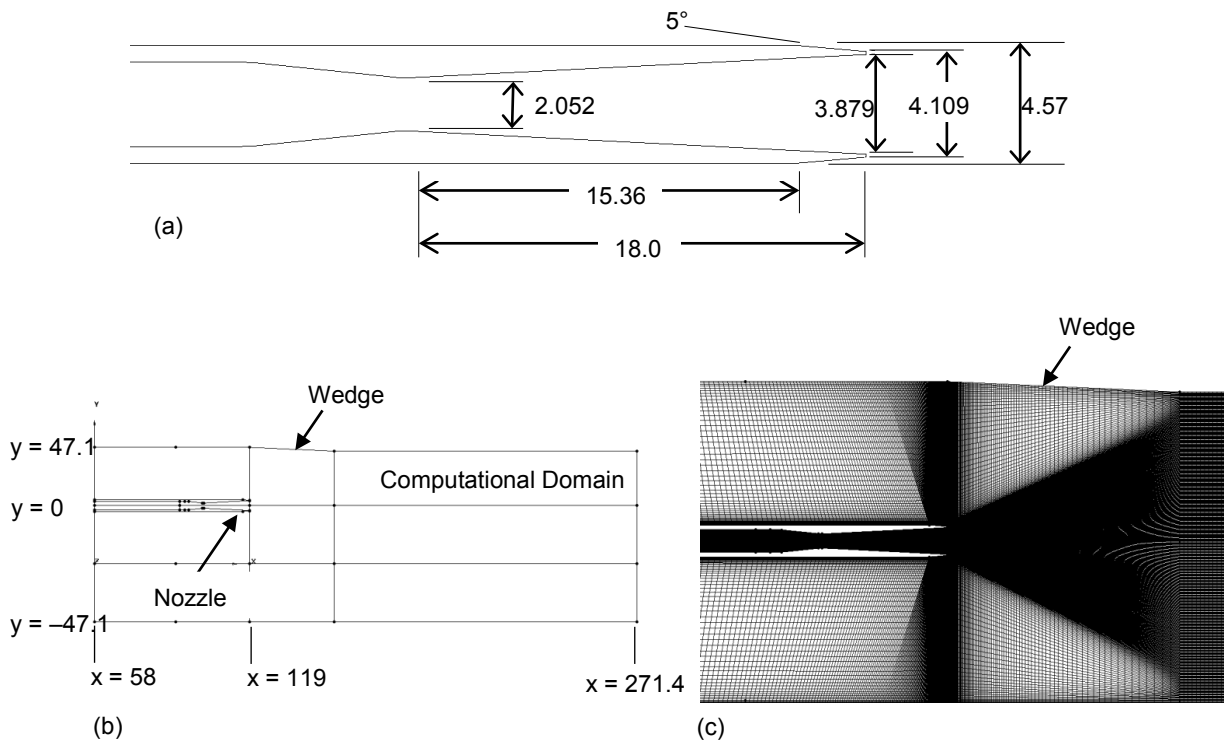 5°
2.052
3.879
4.109
4.57
15.36
18.0
(a)
Wedge
Y
y = 47.1
Computational Domain
y = 0
X
Nozzle
y = –47.1
x = 58
x = 119
x = 271.4
(b)
Wedge
(c)